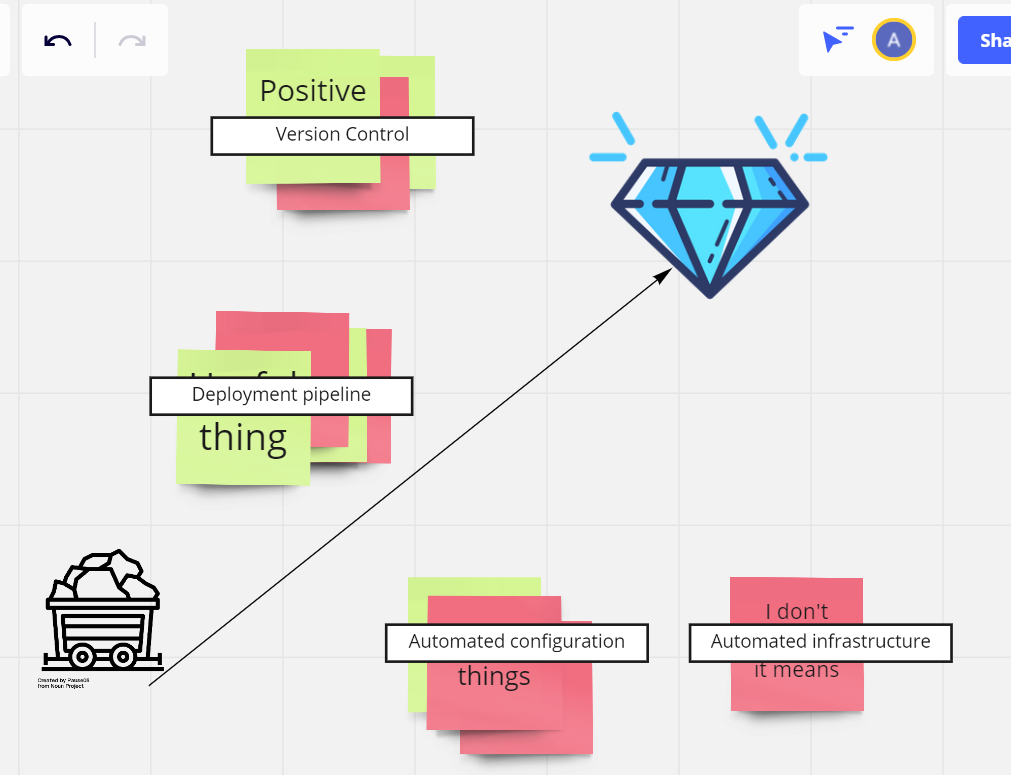 A
Sha
Positive
Version Control
Deployment pipeline
thing
Created by Pause08
from Noun Project
Automated configuration
things
I don't
Automated infrastructure
it means